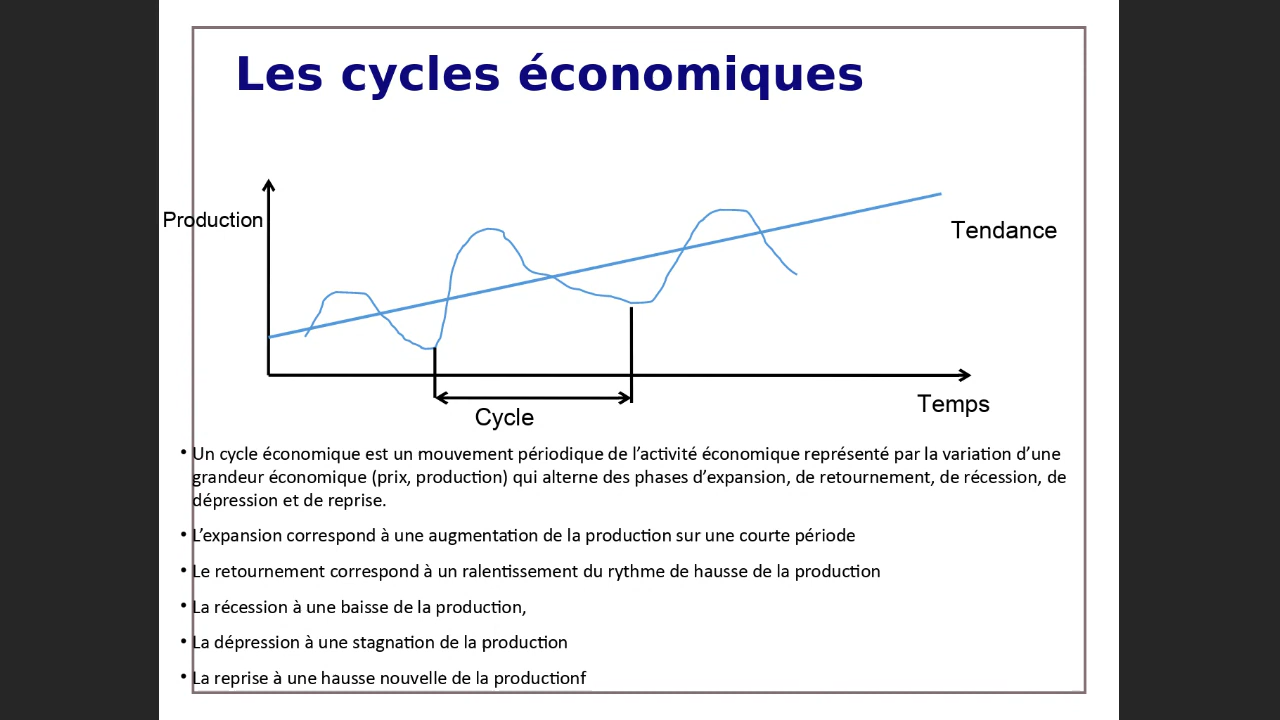 Les cycles économiques
Production
Tendance
Temps
Cycle
• Un cycle économique est un mouvement périodique de l’activité économique représenté par la variation d’une
grandeur économique (prix, production) qui alterne des phases d’expansion, de retournement, de récession, de
dépression et de reprise.
• L’expansion correspond à une augmentation de la production sur une courte période
• Le retournement correspond à un ralentissement du rythme de hausse de la production
• La récession à une baisse de la production,
• La dépression à une stagnation de la production
• La reprise à une hausse nouvelle de la productionf